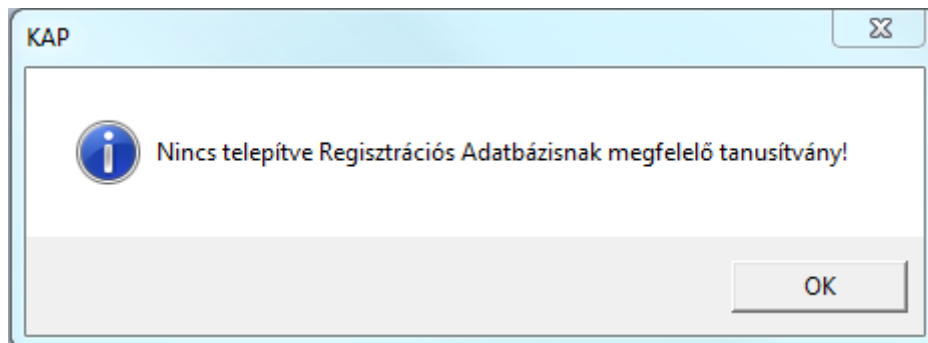 KAP
Nincs telepítve Regisztrációs Adatbázisnak megfelelő tanusítvány!
OK